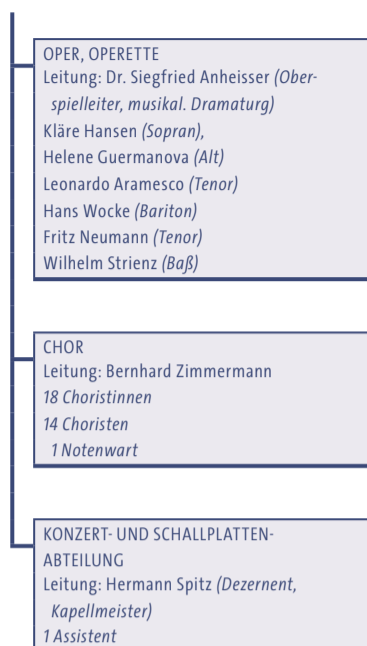 OPER, OPERETTE
Leitung: Dr. Siegfried Anheisser (Ober-
spielleiter, musikal. Dramaturg)
Kläre Hansen (Sopran),
Helene Guermanova (Alt)
Leonardo Aramesco (Tenor)
Hans Wocke (Bariton)
Fritz Neumann (Tenor)
Wilhelm Strienz (Baß)
CHOR
Leitung: Bernhard Zimmermann
18 Choristinnen
14 Choristen
1 Notenwart
KONZERT- UND SCHALLPLATTEN-
ABTEILUNG
Leitung: Hermann Spitz (Dezernent,
Kapellmeister)
1 Assistent